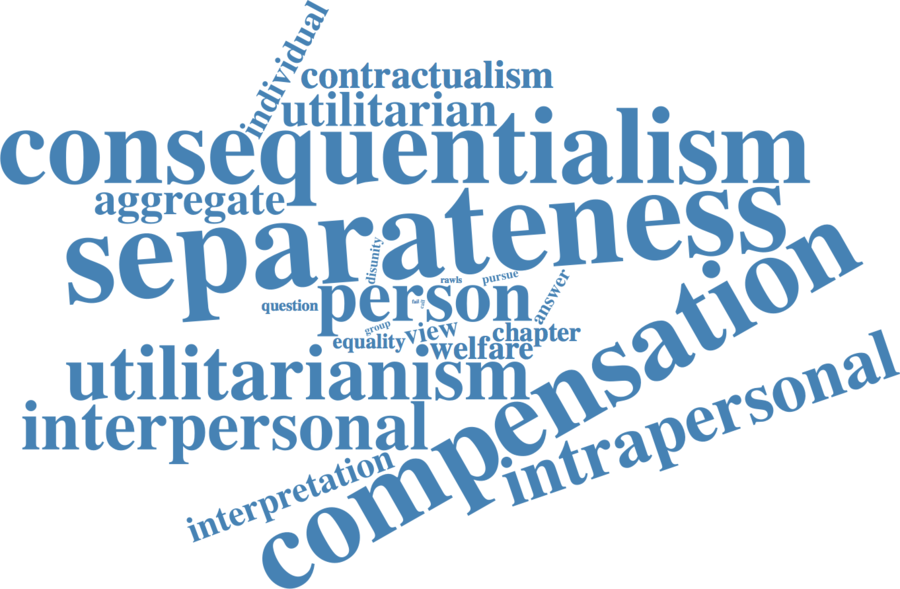 individual
contractualism
utilitarian
consequentialism
aggregate
separateness
disunity
rawls
pursue
person
question
answer
group
view
chapter
equality
welfare
utilitarianism
compensation
interpersonal
intrapersonal
interpretation